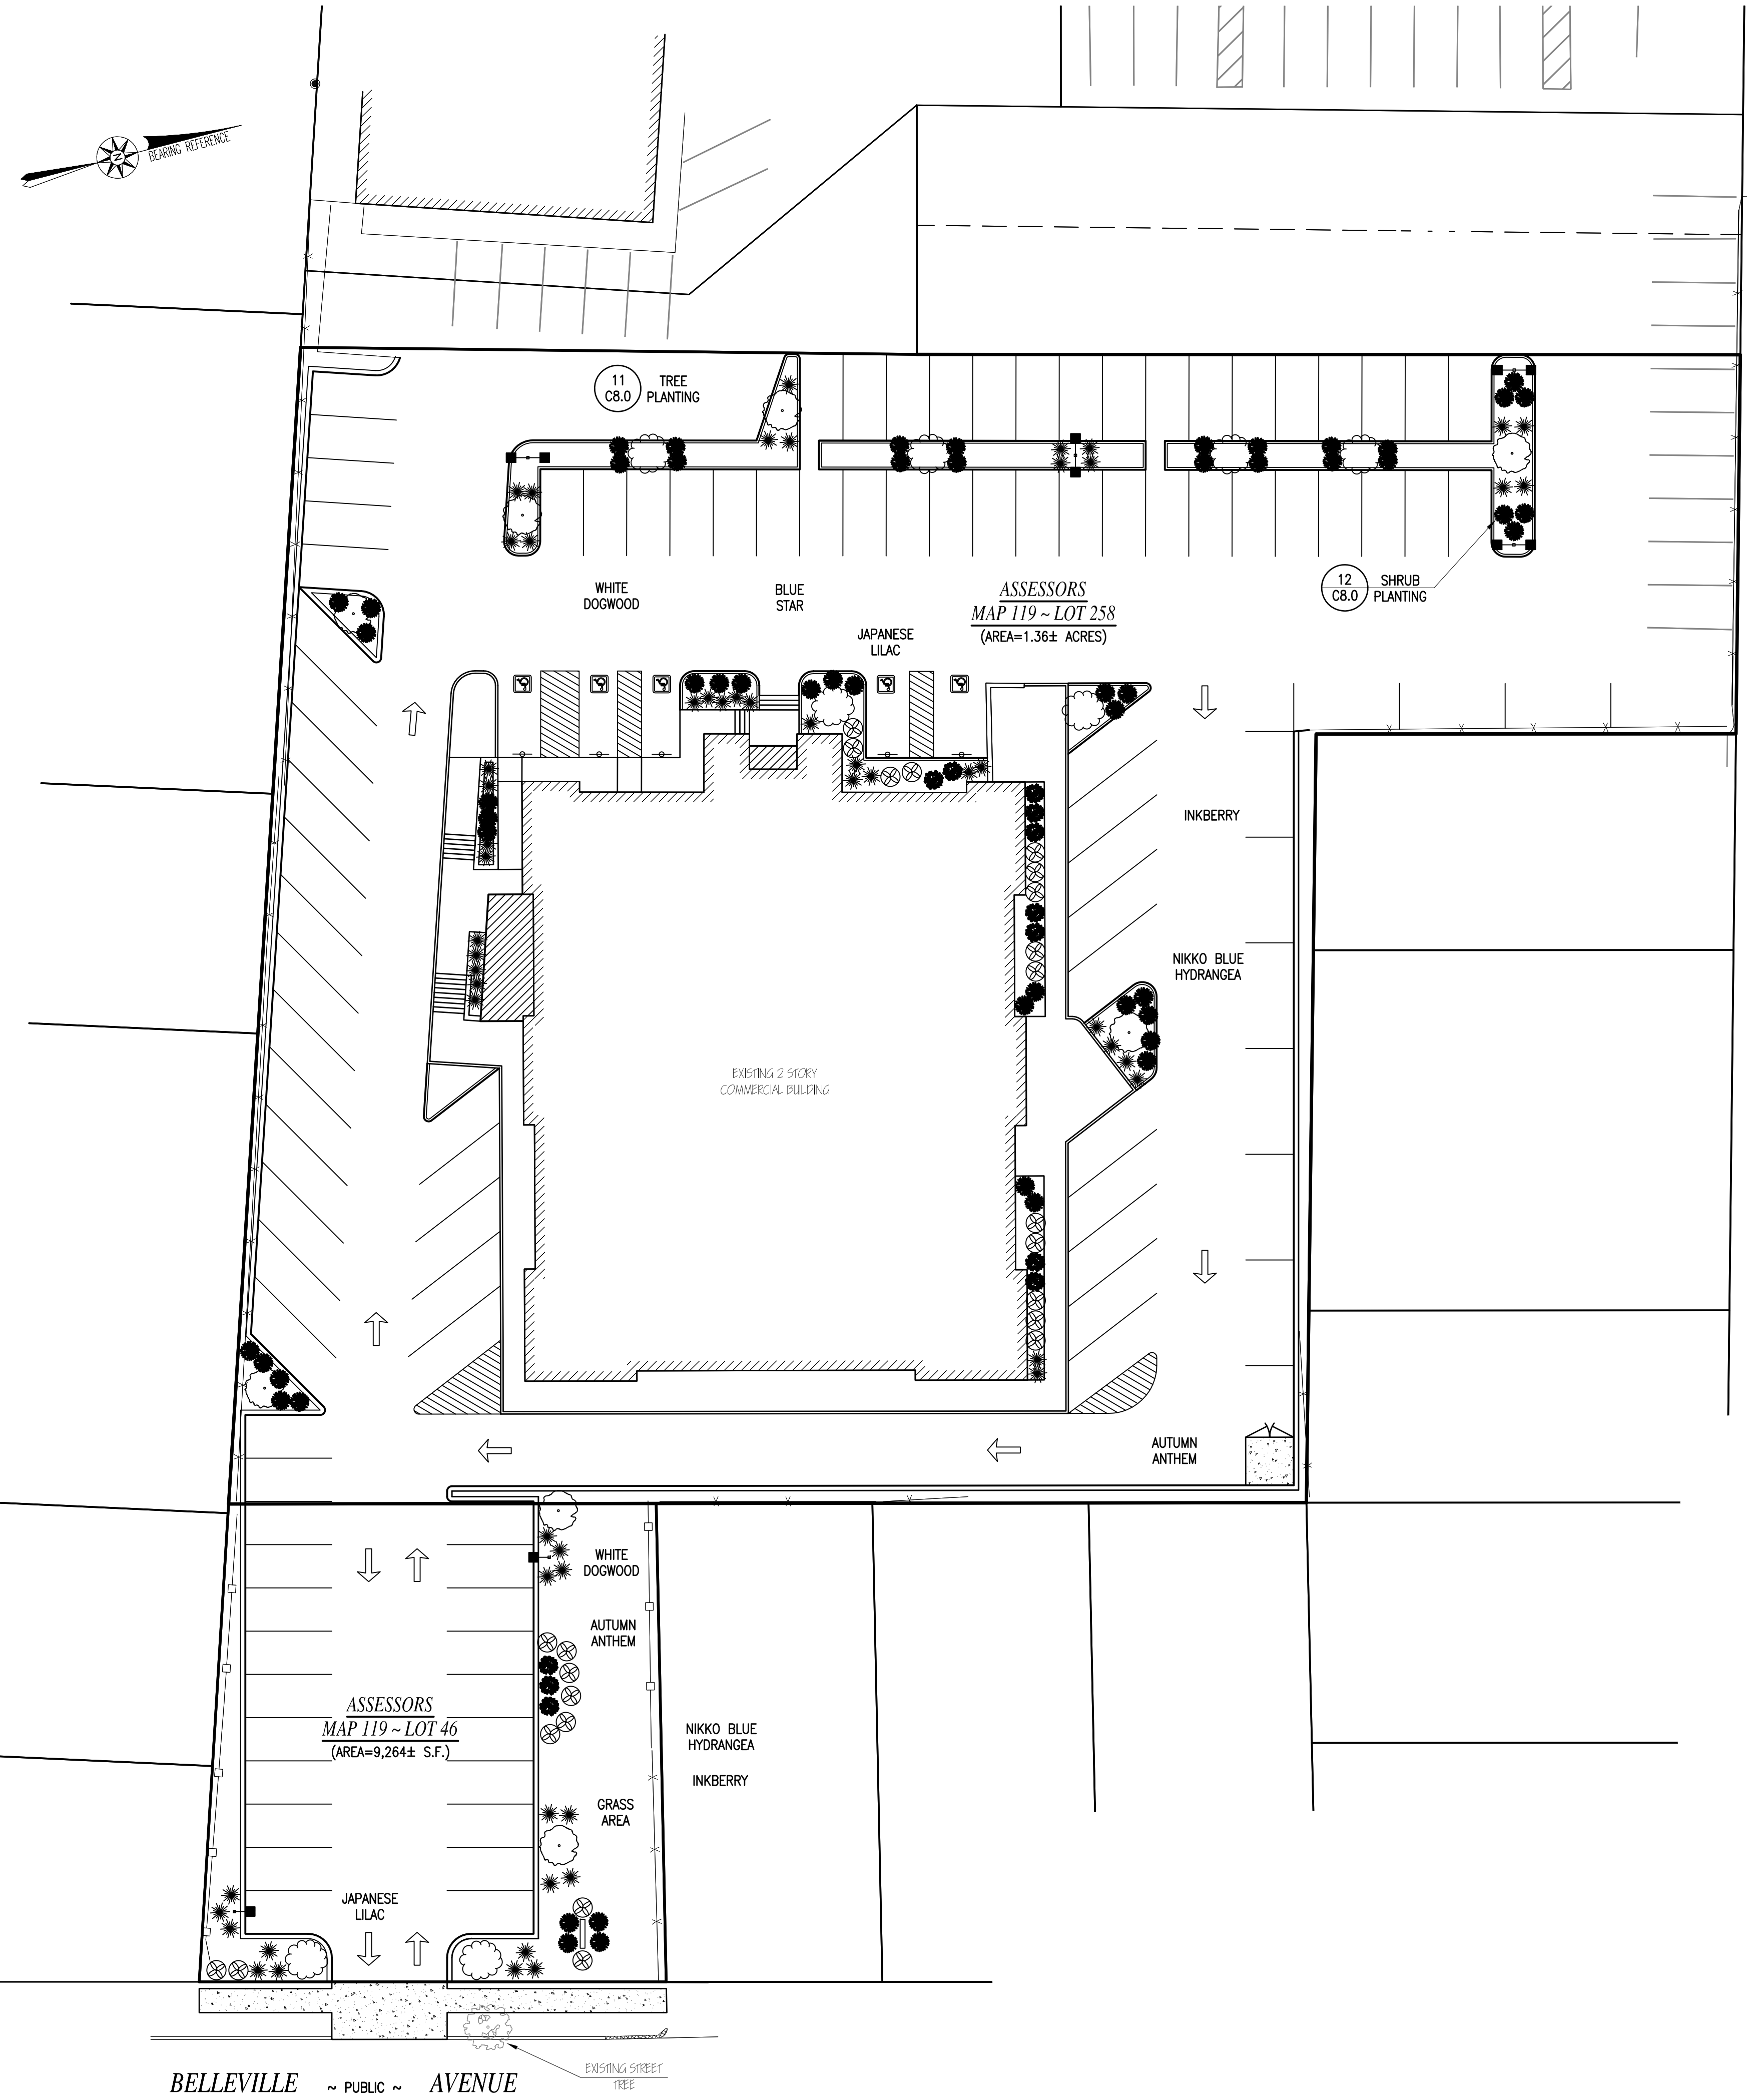 N
BEARING REFERENCE
11
C8.0
TREE
PLANTING
WHITE
DOGWOOD
BLUE
STAR
ASSESSORS
MAP 119 ~ LOT 258
(AREA=1.36± ACRES)
12
C8.0
SHRUB
PLANTING
JAPANESE
LILAC
INKBERRY
NIKKO BLUE
HYDRANGEA
EXISTING 2 STORY
COMMERCIAL BUILDING
AUTUMN
ANTHEM
WHITE
DOGWOOD
AUTUMN
ANTHEM
ASSESSORS
MAP 119 ~ LOT 46
(AREA=9,264± S.F.)
NIKKO BLUE
HYDRANGEA
INKBERRY
GRASS
AREA
JAPANESE
LILAC
EXISTING STREET
TREE
BELLEVILLE ~ PUBLIC ~ AVENUE